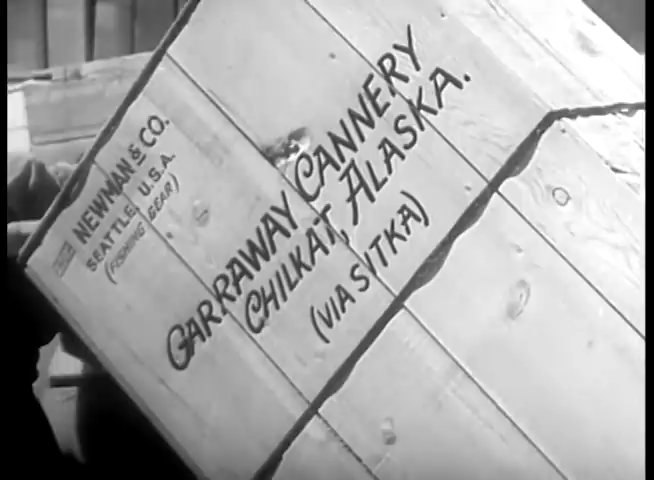 NEWMAN & CO.
SEATTLE, U.S.A.
(FISHING GEAR)
GARRAWAY CANNERY
CHILKAT, ALASKA.
(VIA SITKA)